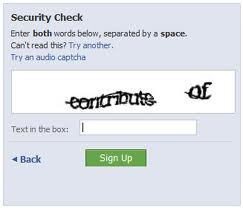 Security Check
Enter both words below, separated by a space.
Can't read this? Try another.
Try an audio captcha
contribute of
Text in the box:
Back
Sign Up